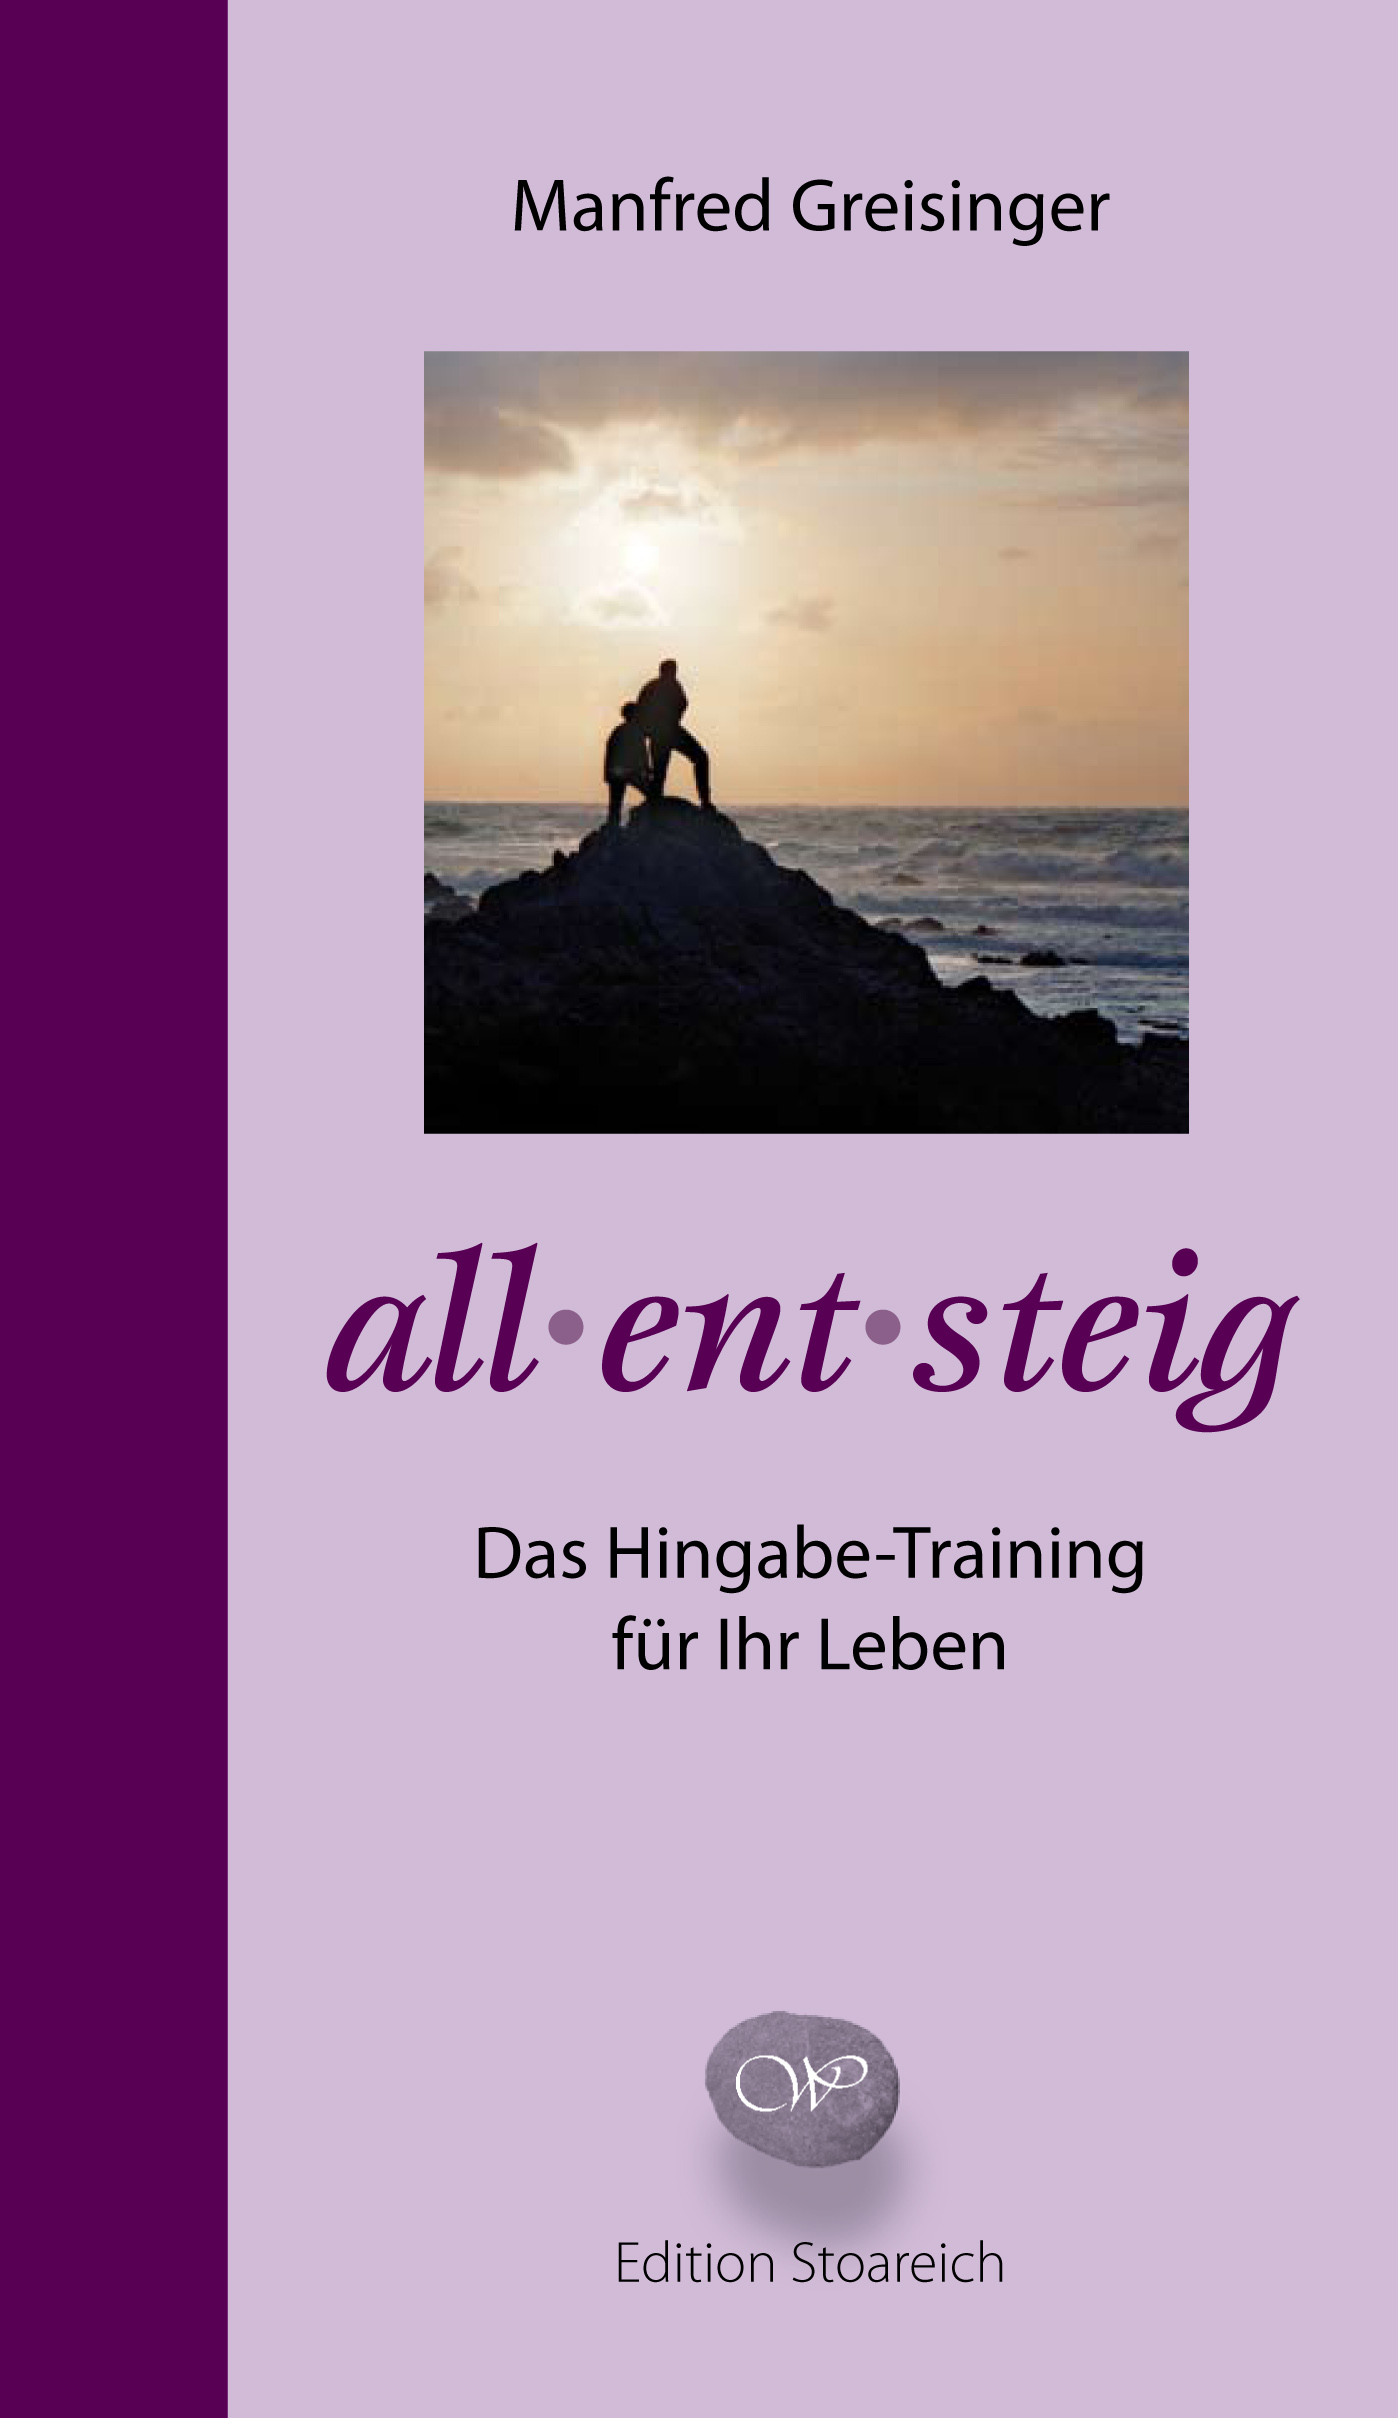 Manfred Greisinger
all•ent•steig
Das Hingabe-Training
für Ihr Leben
W
Edition Stoareich